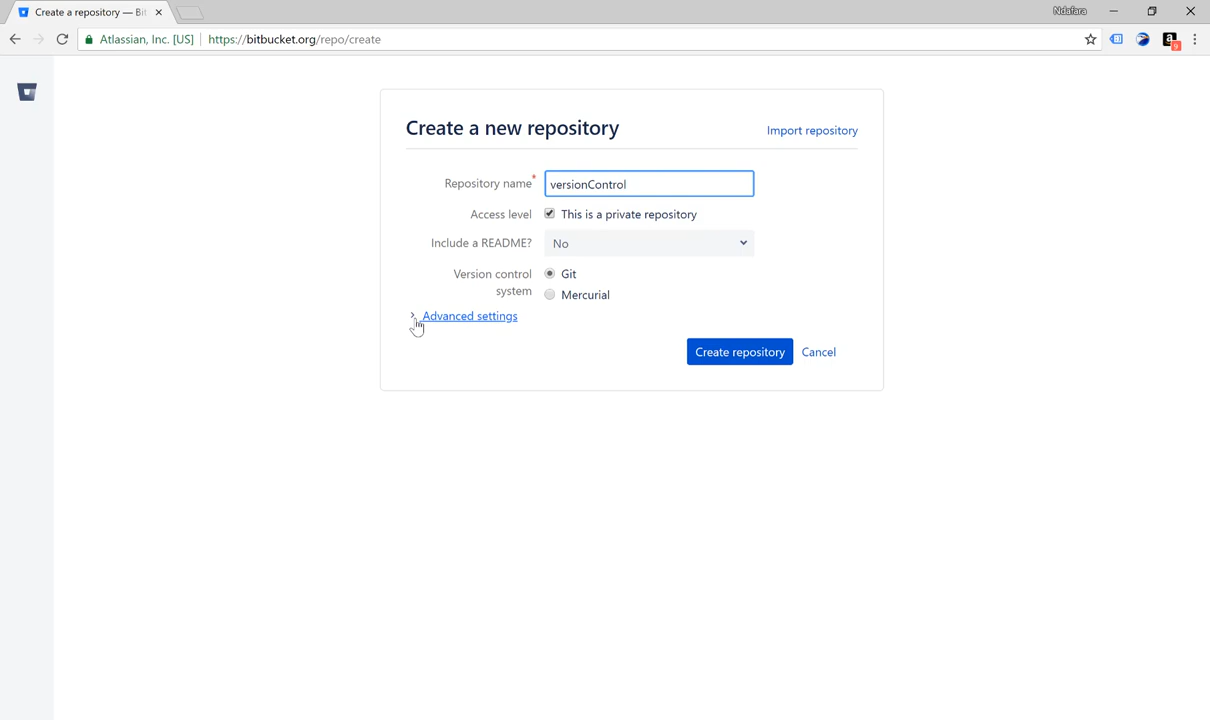 Create a repository — Bit
Ndafara
Atlassian, Inc. [US]
https://bitbucket.org/repo/create
a
9
Create a new repository
Import repository
Repository name*
versionControl
Access level
This is a private repository
Include a README?
No
Version control
system
Git
Mercurial
Advanced settings
Create repository
Cancel